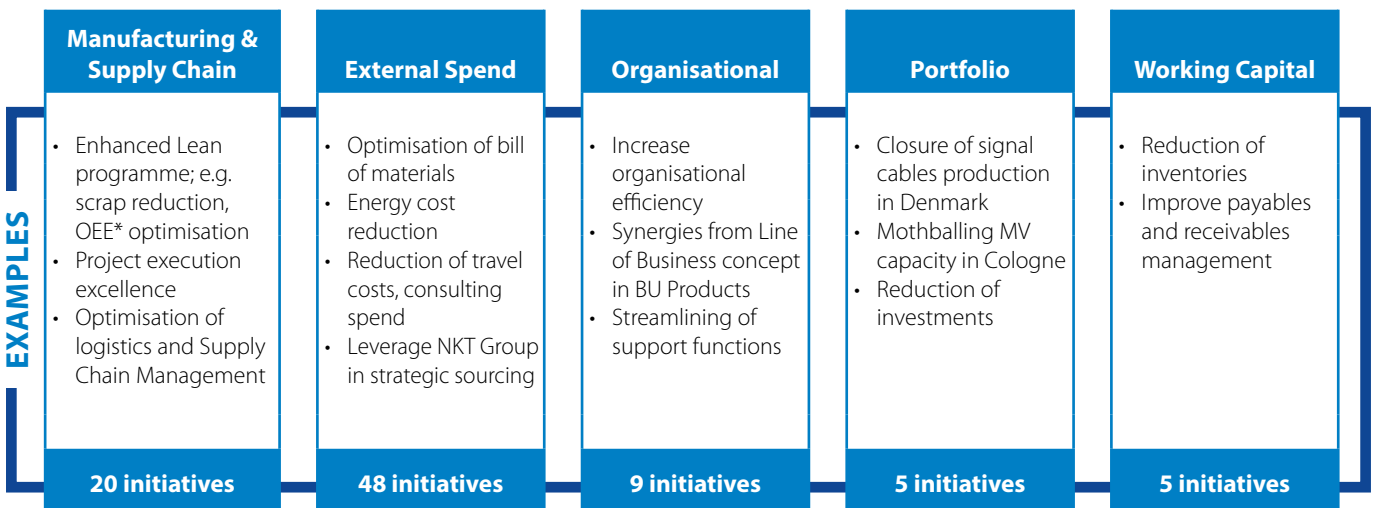 Manufacturing &
Supply Chain
• Enhanced Lean
programme; e.g.
scrap reduction,
OEE* optimisation
• Project execution
excellence
• Optimisation of
logistics and Supply
Chain Management
20 initiatives
External Spend
• Optimisation of bill
of materials
• Energy cost
reduction
• Reduction of travel
costs, consulting
spend
• Leverage NKT Group
in strategic sourcing
48 initiatives
Organisational
• Increase
organisational
efficiency
• Synergies from Line
of Business concept
in BU Products
• Streamlining of
support functions
9 initiatives
Portfolio
• Closure of signal
cables production
in Denmark
• Mothballing MV
capacity in Cologne
• Reduction of
investments
5 initiatives
Working Capital
• Reduction of
inventories
• Improve payables
and receivables
management
5 initiatives
EXAMPLES